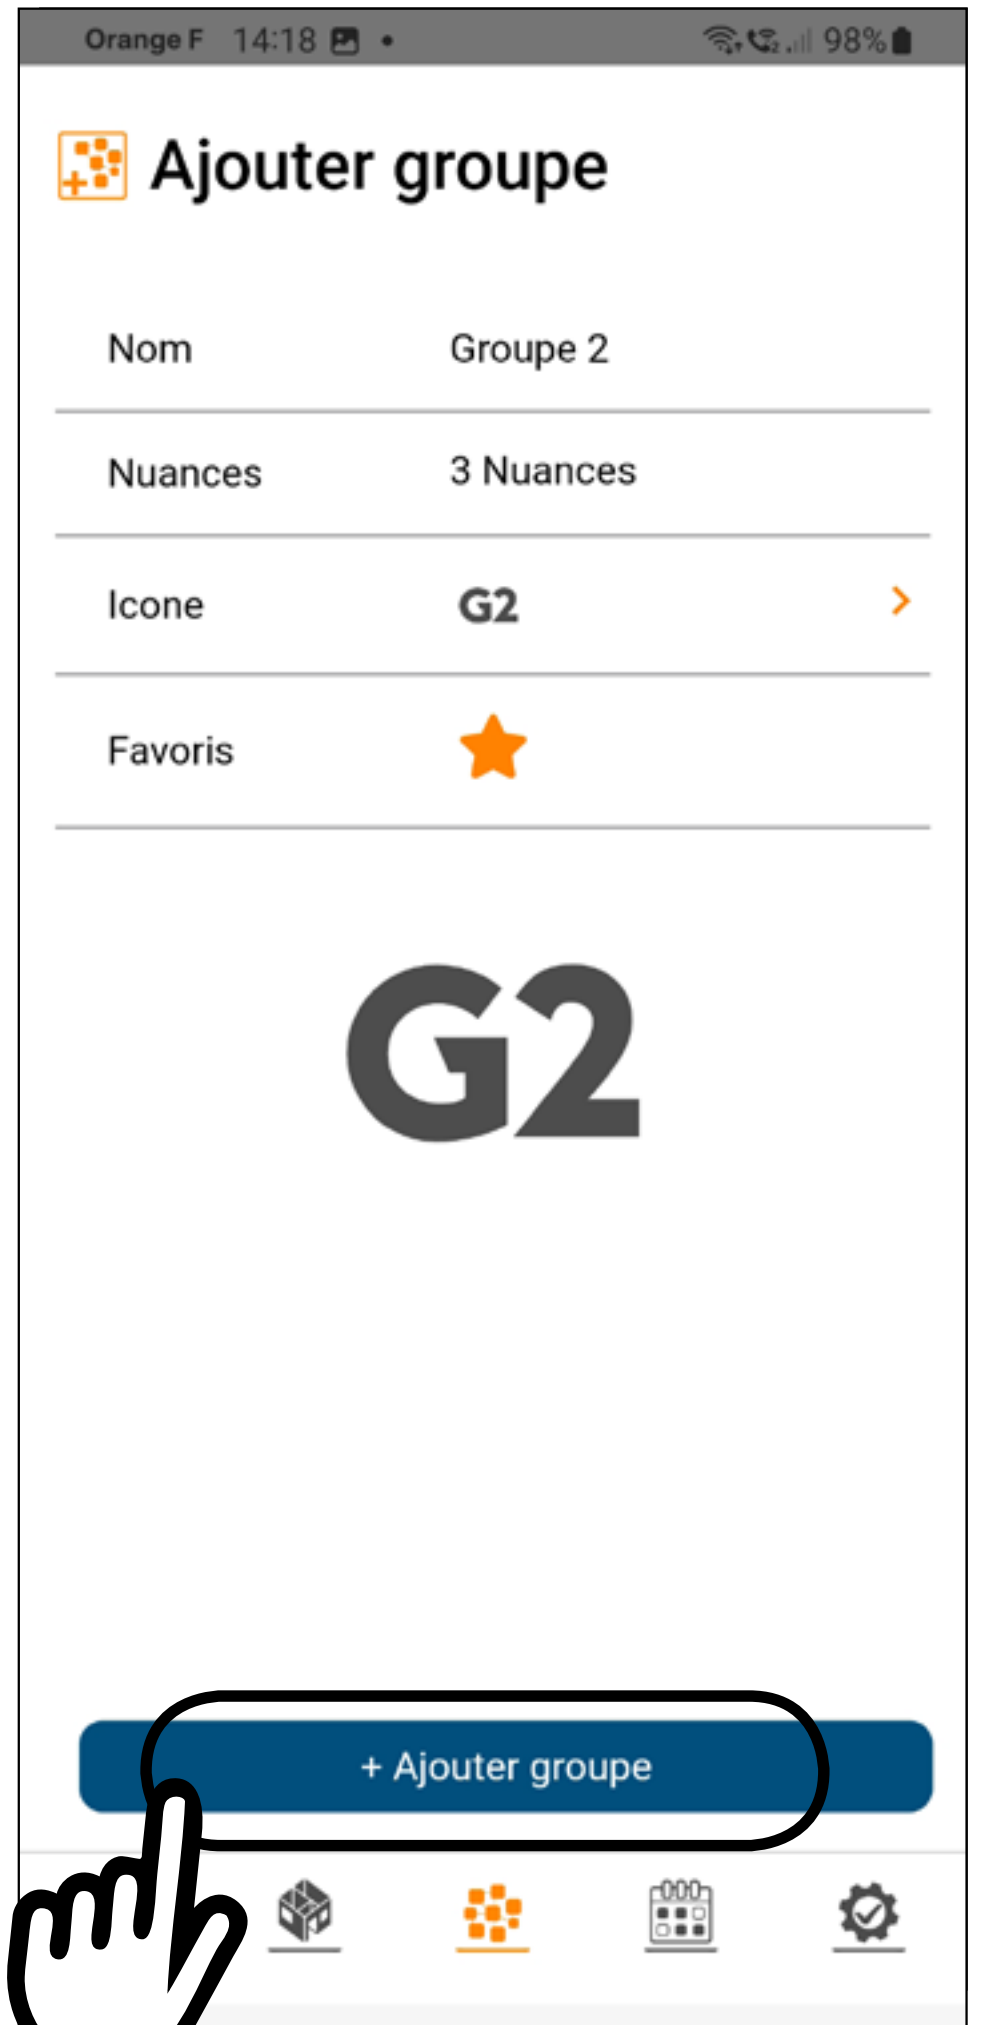 Orange F 14:18 98%
Ajouter groupe
Nom Groupe 2
Nuances 3 Nuances
Icone G2
Favoris
G2
+ Ajouter groupe